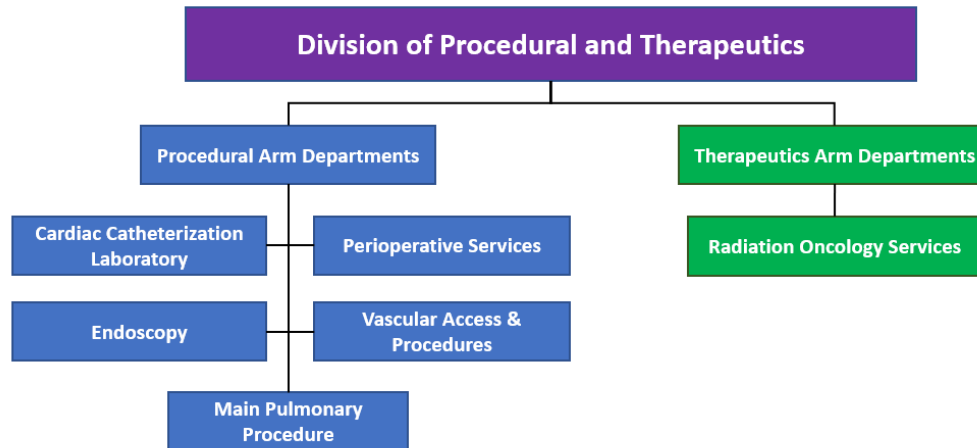 Division of Procedural and Therapeutics
Procedural Arm Departments
Therapeutics Arm Departments
Cardiac Catheterization
Laboratory
Perioperative Services
Radiation Oncology Services
Endoscopy
Vascular Access &
Procedures
Main Pulmonary
Procedure